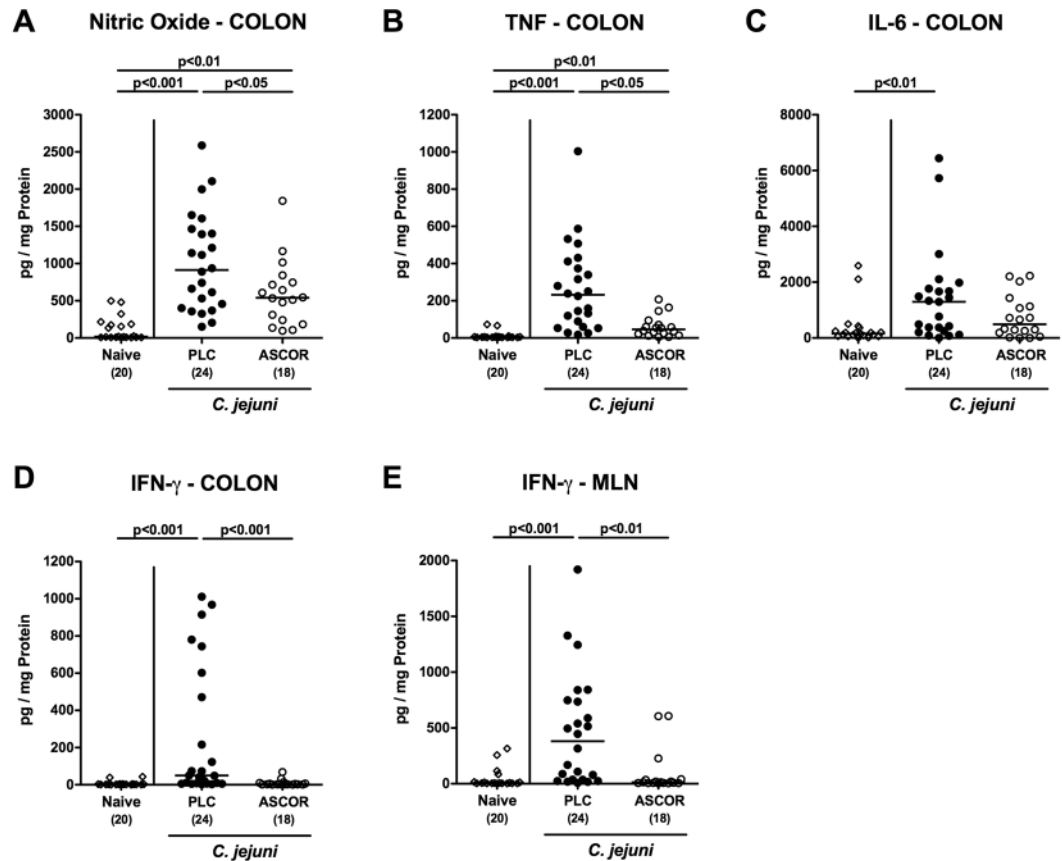 A
Nitric Oxide - COLON
p<0.01
p<0.001
p<0.05
3000
2500
2000
1500
1000
500
0
pg / mg Protein
Naive
PLC
ASCOR
(20)
(24)
(18)
C. jejuni
B
TNF - COLON
p<0.01
p<0.001
p<0.05
1200
1000
800
600
400
200
0
pg / mg Protein
Naive
PLC
ASCOR
(20)
(24)
(18)
C. jejuni
C
IL-6 - COLON
p<0.01
8000
6000
4000
2000
0
pg / mg Protein
Naive
PLC
ASCOR
(20)
(24)
(18)
C. jejuni
D
IFN-γ - COLON
p<0.001
p<0.001
1200
1000
800
600
400
200
0
pg / mg Protein
Naive
PLC
ASCOR
(20)
(24)
(18)
C. jejuni
E
IFN-γ - MLN
p<0.001
p<0.01
2000
1500
1000
500
0
pg / mg Protein
Naive
PLC
ASCOR
(20)
(24)
(18)
C. jejuni